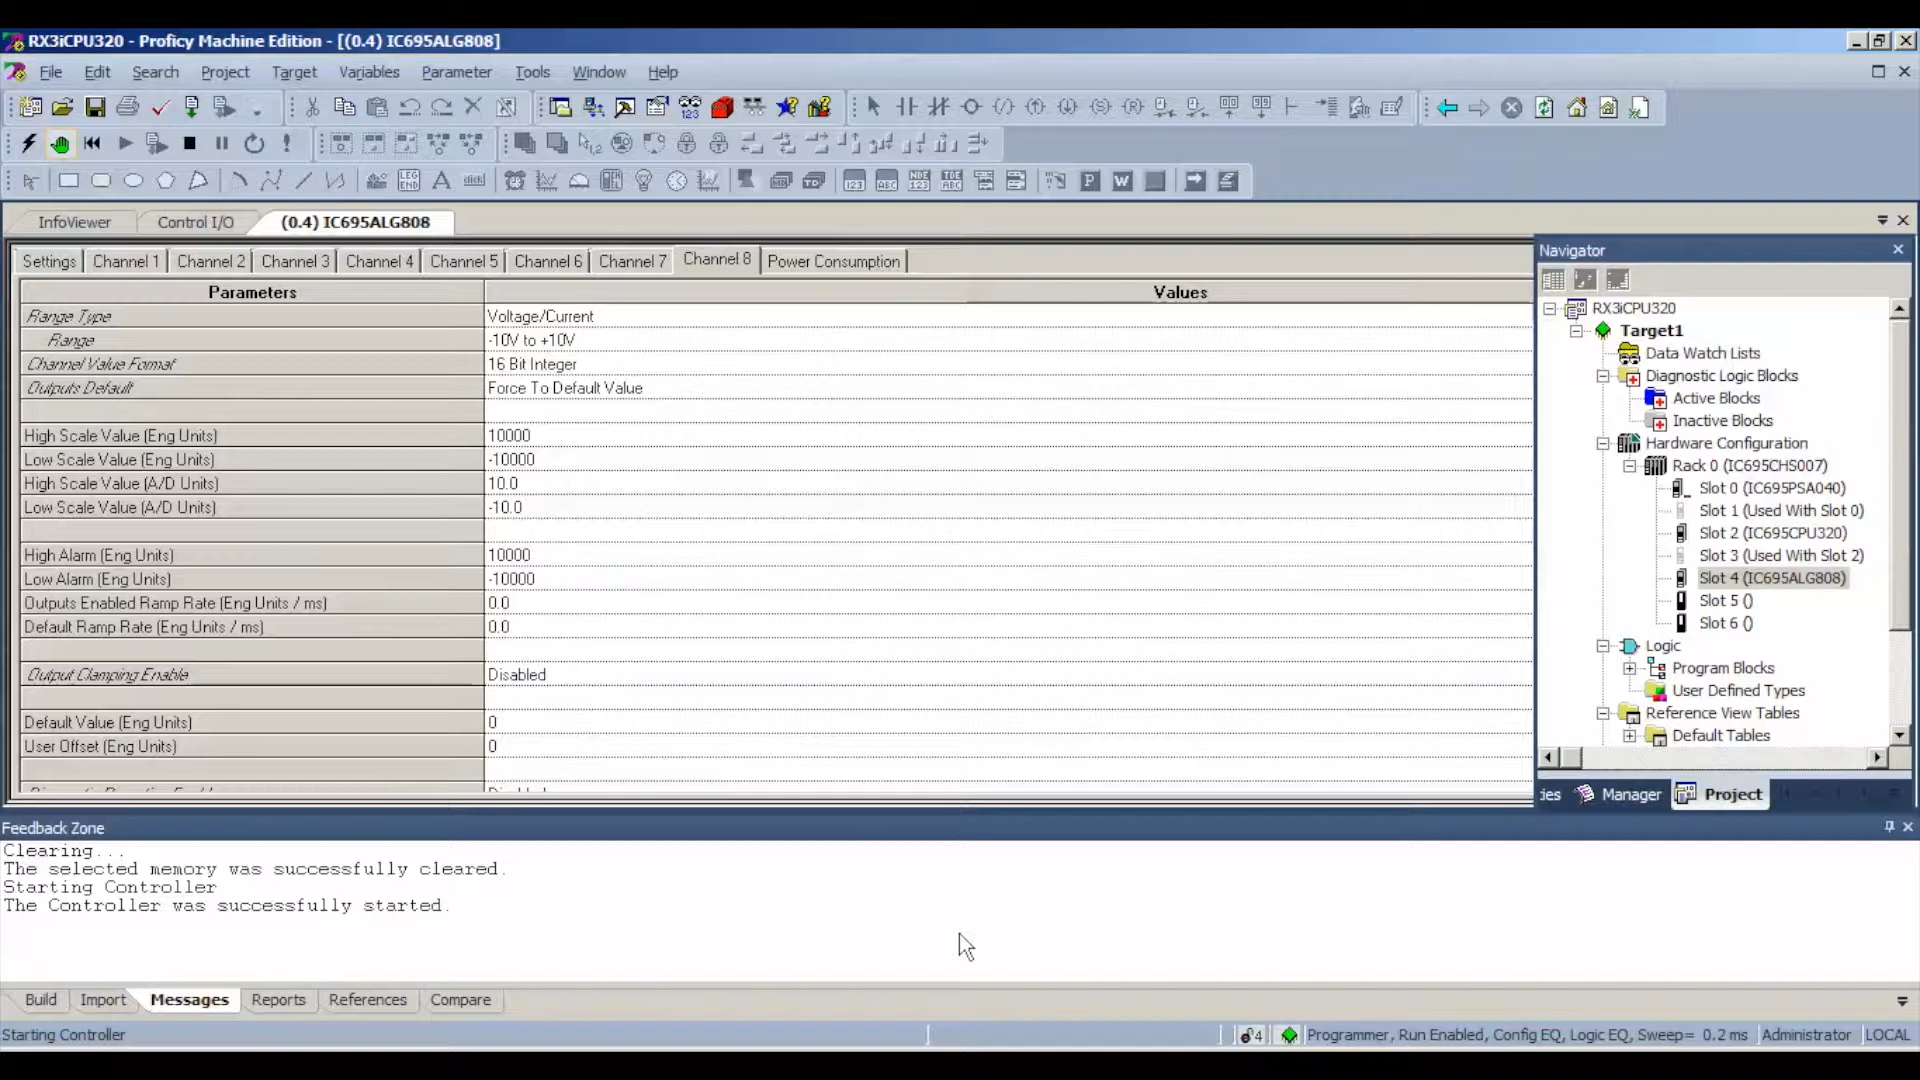 RX3iCPU320 - Proficy Machine Edition - [(0.4) IC695ALG808]
File Edit Search Project Target Variables Parameter Tools Window Help
InfoViewer Control I/O (0.4) IC695ALG808
Settings Channel 1 Channel 2 Channel 3 Channel 4 Channel 5 Channel 6 Channel 7 Channel 8 Power Consumption
Parameters Values
Range Type Voltage/Current
Range -10V to +10V
Channel Value Format 16 Bit Integer
Outputs Default Force To Default Value
High Scale Value (Eng Units) 10000
Low Scale Value (Eng Units) -10000
High Scale Value (A/D Units) 10.0
Low Scale Value (A/D Units) -10.0
High Alarm (Eng Units) 10000
Low Alarm (Eng Units) -10000
Outputs Enabled Ramp Rate (Eng Units / ms) 0.0
Default Ramp Rate (Eng Units / ms) 0.0
Output Clamping Enable Disabled
Default Value (Eng Units) 0
User Offset (Eng Units) 0
Navigator
RX3iCPU320
Target1
Data Watch Lists
Diagnostic Logic Blocks
Active Blocks
Inactive Blocks
Hardware Configuration
Rack 0 (IC695CHS007)
Slot 0 (IC695PSA040)
Slot 1 (Used With Slot 0)
Slot 2 (IC695CPU320)
Slot 3 (Used With Slot 2)
Slot 4 (IC695ALG808)
Slot 5 ()
Slot 6 ()
Logic
Program Blocks
User Defined Types
Reference View Tables
Default Tables
ies Manager Project
Feedback Zone
Clearing...
The selected memory was successfully cleared.
Starting Controller
The Controller was successfully started.
Build Import Messages Reports References Compare
Starting Controller 4 Programmer, Run Enabled, Config EQ, Logic EQ, Sweep= 0.2 ms Administrator LOCAL